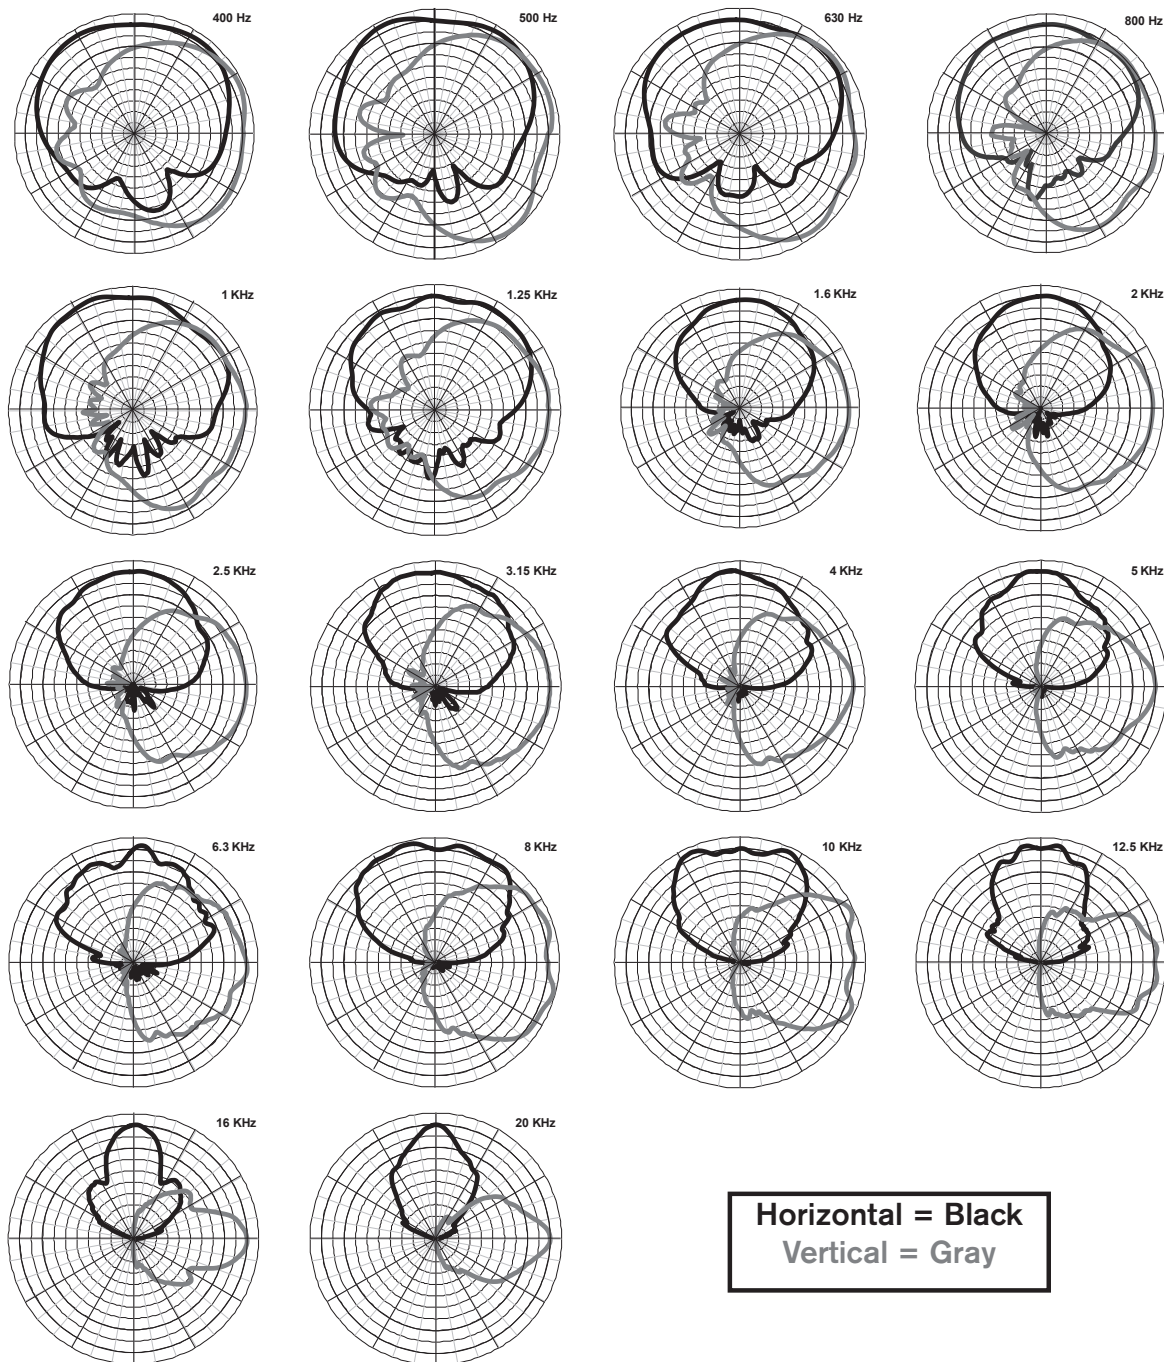 400 Hz
500 Hz
630 Hz
800 Hz
1 KHz
1.25 KHz
1.6 KHz
2 KHz
2.5 KHz
3.15 KHz
4 KHz
5 KHz
6.3 KHz
8 KHz
10 KHz
12.5 KHz
16 KHz
20 KHz
Horizontal = Black
Vertical = Gray